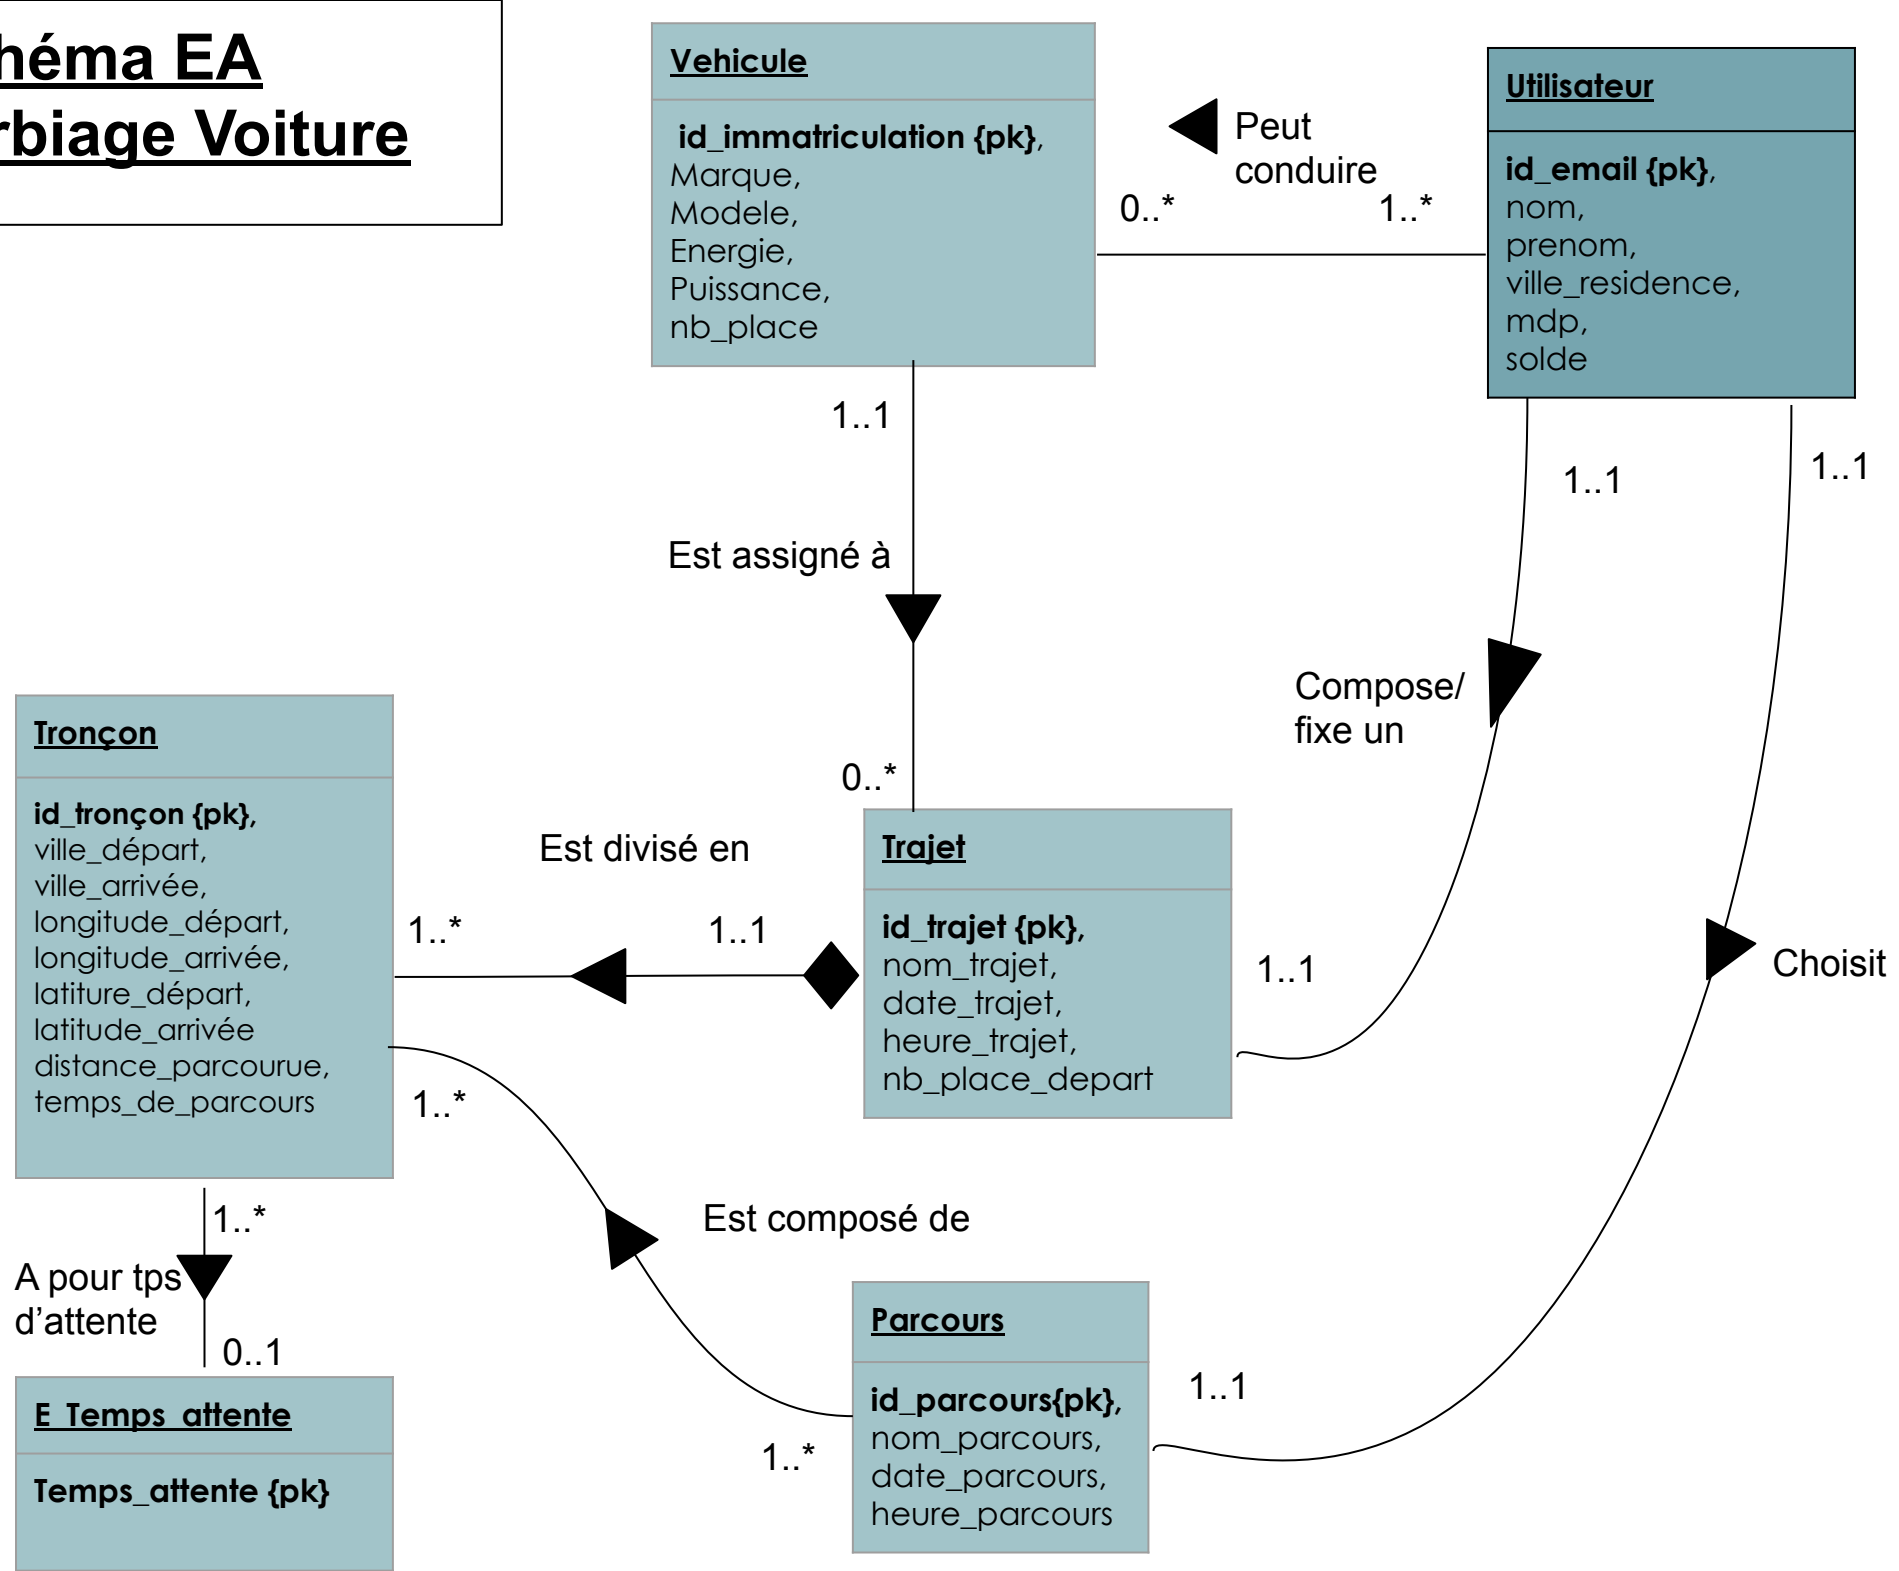 héma EA
rbiage Voiture
Vehicule
id_immatriculation {pk},
Marque,
Modele,
Energie,
Puissance,
nb_place
Peut
conduire
0..*
1..*
Utilisateur
id_email {pk},
nom,
prenom,
ville_residence,
mdp,
solde
1..1
Est assigné à
0..*
1..1
1..1
Compose/
fixe un
Choisit
Tronçon
id_tronçon {pk},
ville_départ,
ville_arrivée,
longitude_départ,
longitude_arrivée,
latiture_départ,
latitude_arrivée
distance_parcourue,
temps_de_parcours
Est divisé en
1..*
1..1
Trajet
id_trajet {pk},
nom_trajet,
date_trajet,
heure_trajet,
nb_place_depart
1..1
1..*
Est composé de
1..*
A pour tps
d’attente
0..1
E_Temps_attente
Temps_attente {pk}
Parcours
id_parcours{pk},
nom_parcours,
date_parcours,
heure_parcours
1..*
1..1